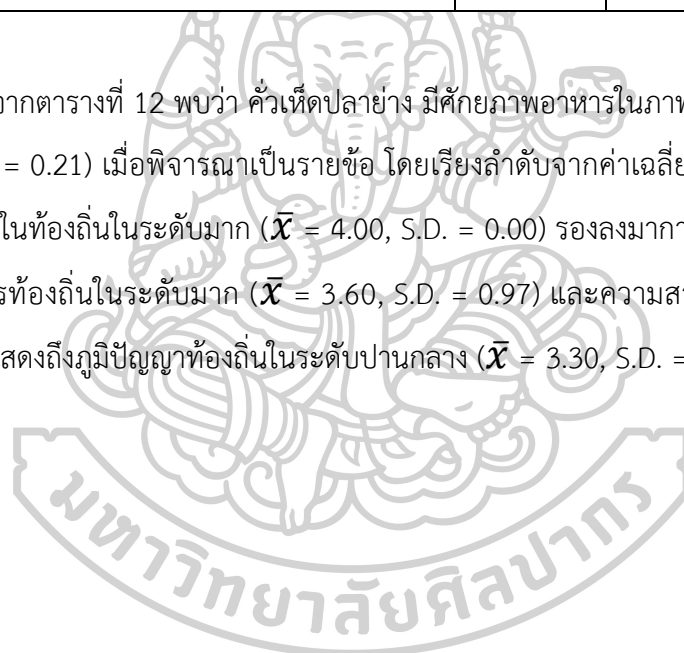 จากตารางที่ 12 พบว่า คั่วเห็ดปลาย่าง มีศักยภาพอาหารในภาพ
= 0.21) เมื่อพิจารณาเป็นรายข้อ โดยเรียงลำดับจากค่าเฉลี่ย
ในท้องถิ่นในระดับมาก (x̄ = 4.00, S.D. = 0.00) รองลงมากา
รท้องถิ่นในระดับมาก (x̄ = 3.60, S.D. = 0.97) และความสา
สดงถึงภูมิปัญญาท้องถิ่นในระดับปานกลาง (x̄ = 3.30, S.D. =
มหาวิทยาลัยศิลปากร